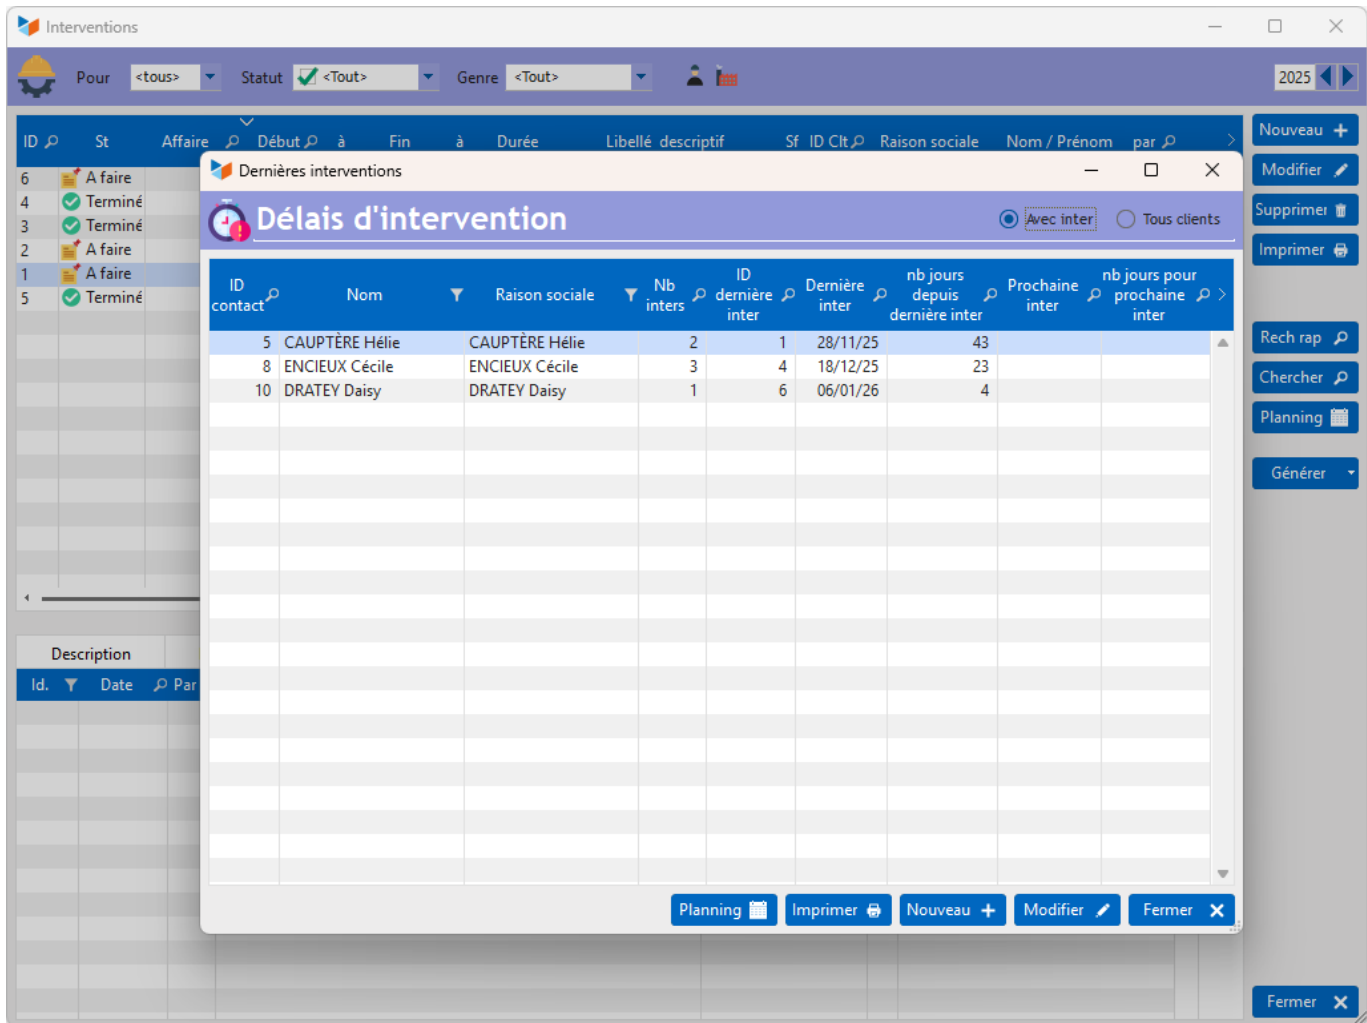 Interventions
Pour <tous> Statut <Tout> Genre <Tout> 2025
ID St Affaire Début à Fin à Durée Libellé descriptif Sf ID Clt Raison sociale Nom / Prénom par
6 A faire
4 Terminé
3 Terminé
2 A faire
1 A faire
5 Terminé
Nouveau
Modifier
Supprimer
Imprimer
Rech rap
Chercher
Planning
Générer
Dernières interventions
Délais d'intervention Avec inter Tous clients
ID contact Nom Raison sociale Nb inters ID dernière inter Dernière inter nb jours depuis dernière inter Prochaine inter nb jours pour prochaine inter
5 CAUPTÈRE Hélie CAUPTÈRE Hélie 2 1 28/11/25 43
8 ENCIEUX Cécile ENCIEUX Cécile 3 4 18/12/25 23
10 DRATEY Daisy DRATEY Daisy 1 6 06/01/26 4
Planning Imprimer Nouveau Modifier Fermer
Description
Id. Date Par
Fermer